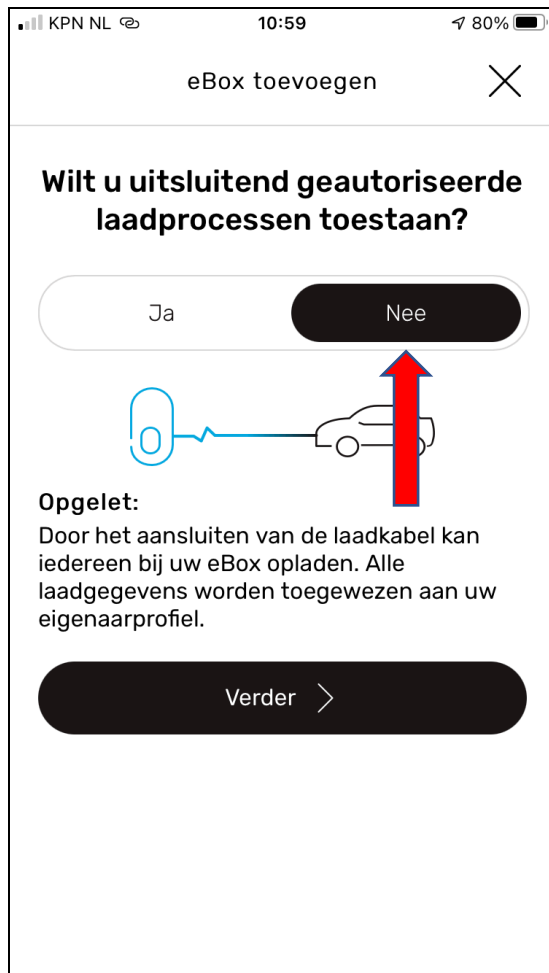 KPN NL 10:59 80%
eBox toevoegen
Wilt u uitsluitend geautoriseerde
laadprocessen toestaan?
Ja Nee
Opgelet:
Door het aansluiten van de laadkabel kan
iedereen bij uw eBox opladen. Alle
laadgegevens worden toegewezen aan uw
eigenaarprofiel.
Verder